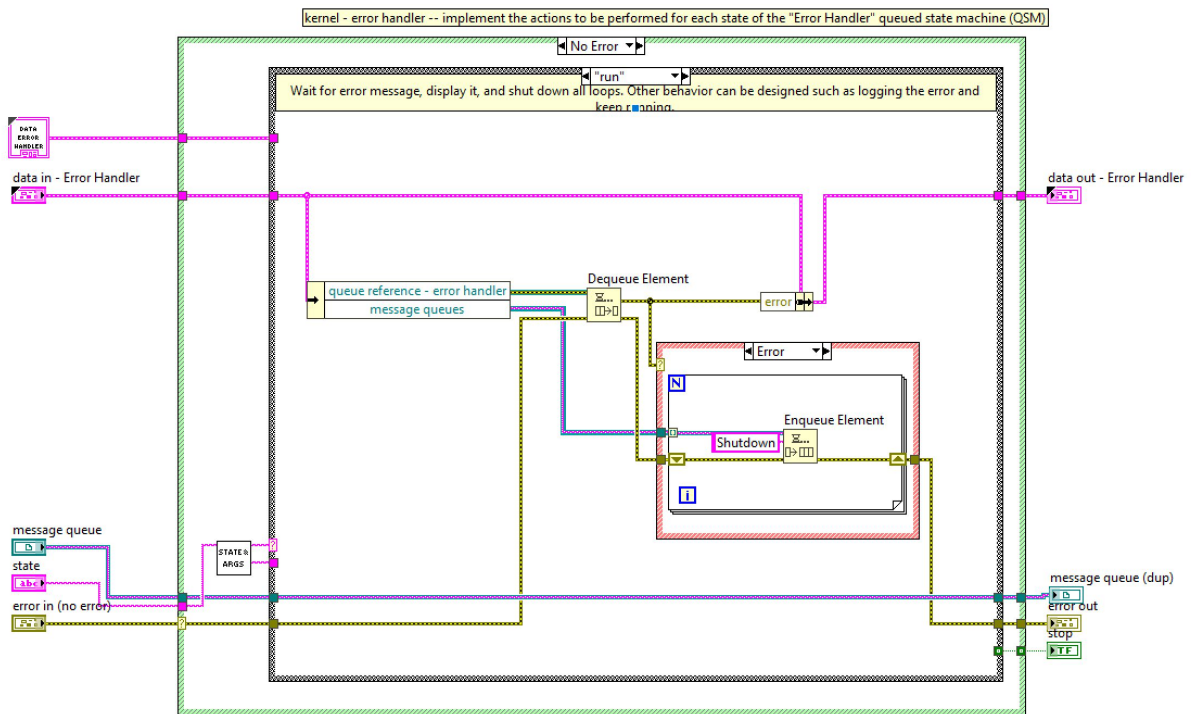 kernel - error handler -- implement the actions to be performed for each state of the "Error Handler" queued state machine (QSM)
No Error
"run"
Wait for error message, display it, and shut down all loops. Other behavior can be designed such as logging the error and
keep running.
DATA
ERROR
HANDLER
data in - Error Handler
data out - Error Handler
Dequeue Element
queue reference - error handler
message queues
error
Error
N
Enqueue Element
Shutdown
i
message queue
STATE &
ARGS
state
abc
message queue (dup)
error in (no error)
error out
stop
TF